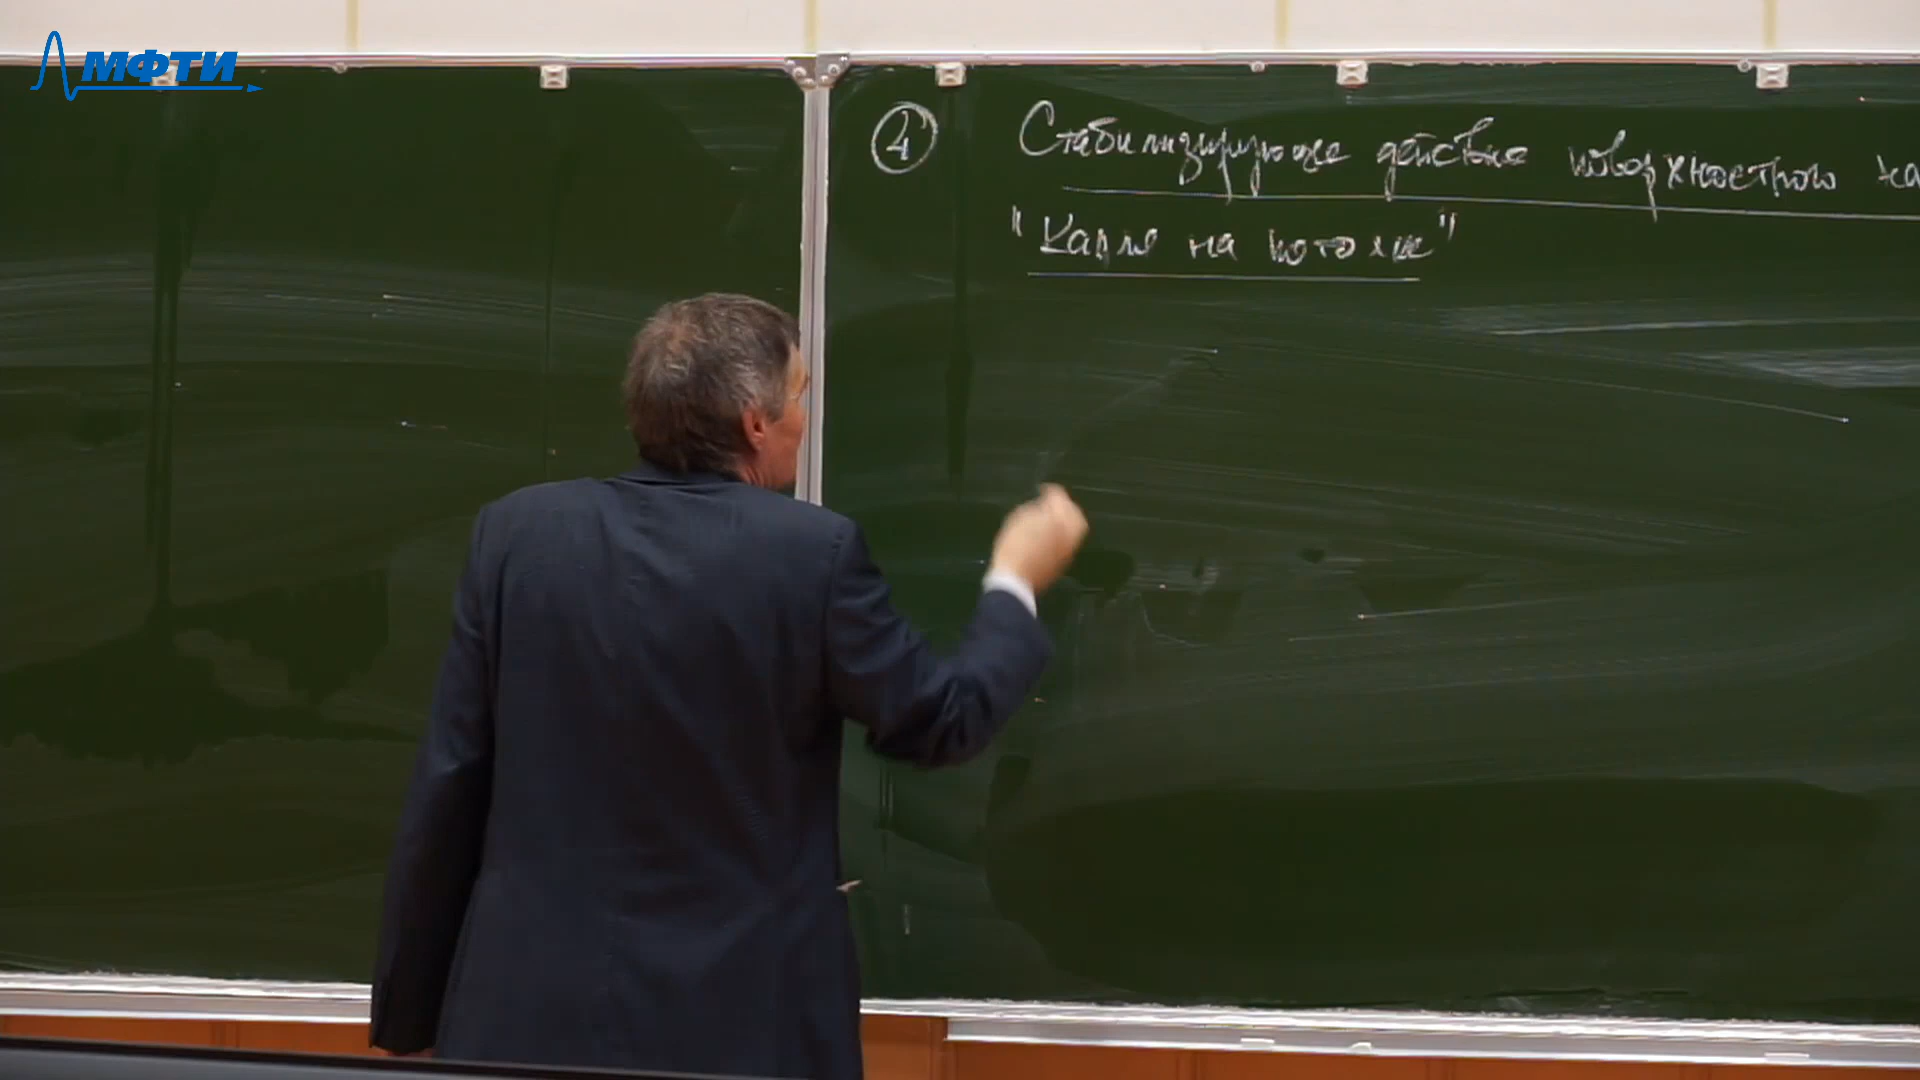 МФТИ
④ Стабилизирующее действие поверхностного на
"Капля на потолке"